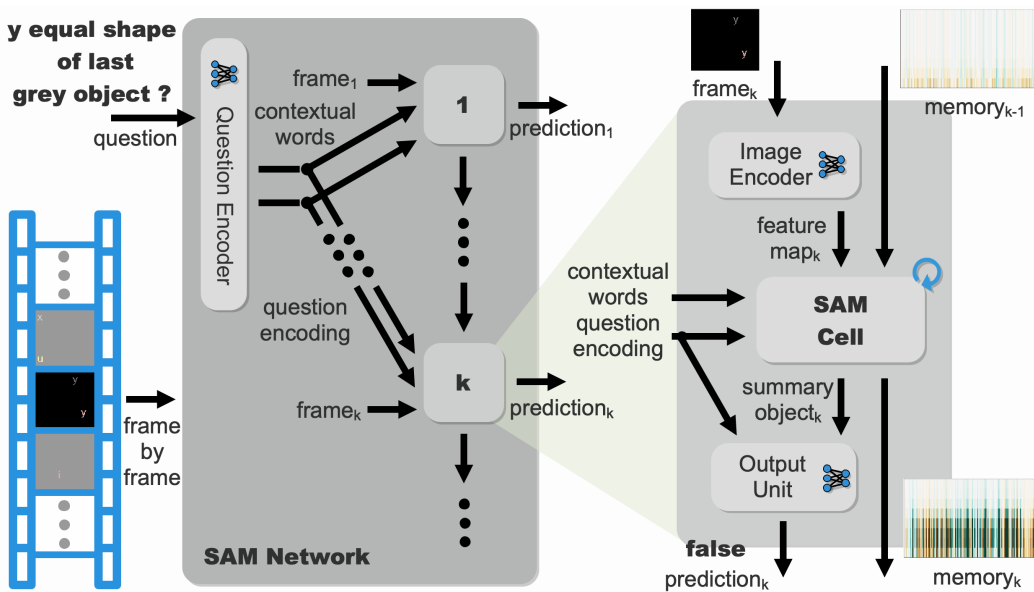 y equal shape
of last
grey object ?
question
Question Encoder
frame1
contextual
words
1
prediction1
question
encoding
k
framek
predictionk
SAM Network
x
u
y
y
i
frame
by
frame
y
y
framek
memoryk-1
Image
Encoder
feature
mapk
contextual
words
question
encoding
SAM
Cell
summary
objectk
Output
Unit
false
predictionk
memoryk